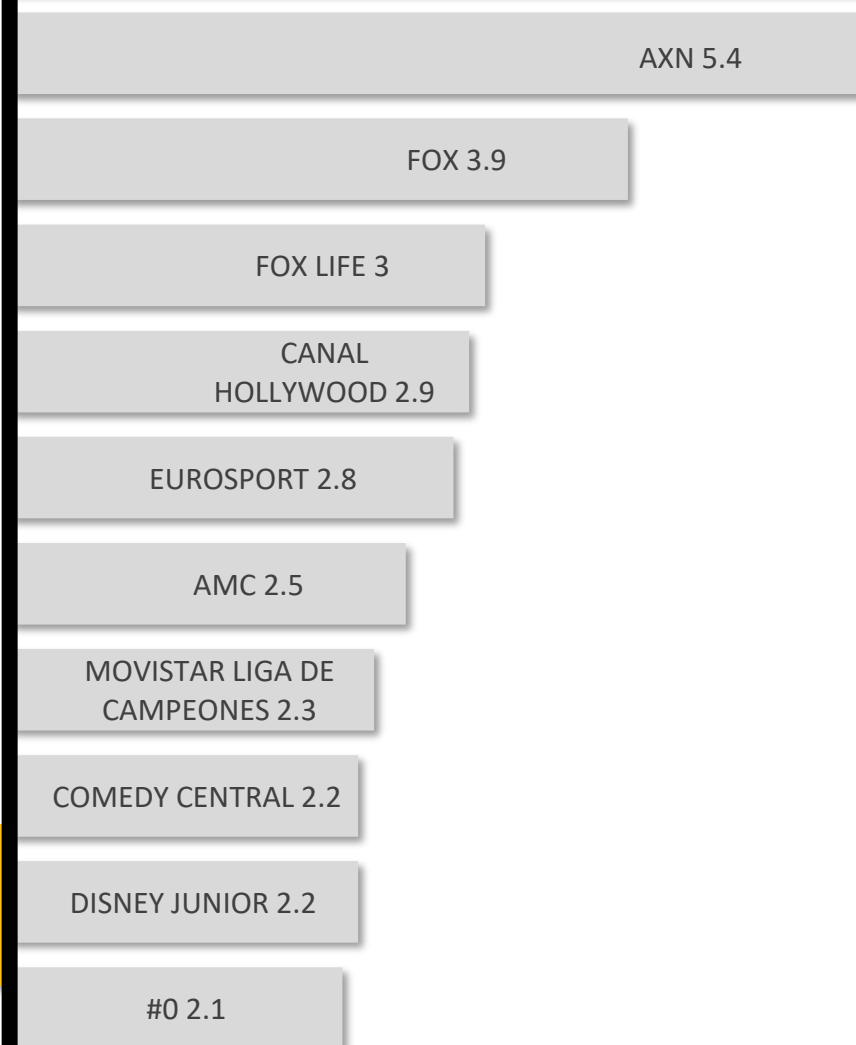 AXN 5.4
FOX 3.9
FOX LIFE 3
CANAL
HOLLYWOOD 2.9
EUROSPORT 2.8
AMC 2.5
MOVISTAR LIGA DE
CAMPEONES 2.3
COMEDY CENTRAL 2.2
DISNEY JUNIOR 2.2
#0 2.1